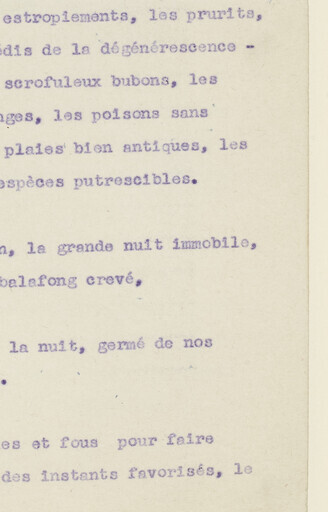 estropiements, les prurits,
édis de la dégénérescence -
scrofuleux bubons, les
nges, les poisons sans
plaies bien antiques, les
espèces putrescibles.
n, la grande nuit immobile,
balafong crevé,
la nuit, germé de nos
.
es et fous pour faire
des instants favorisés, le